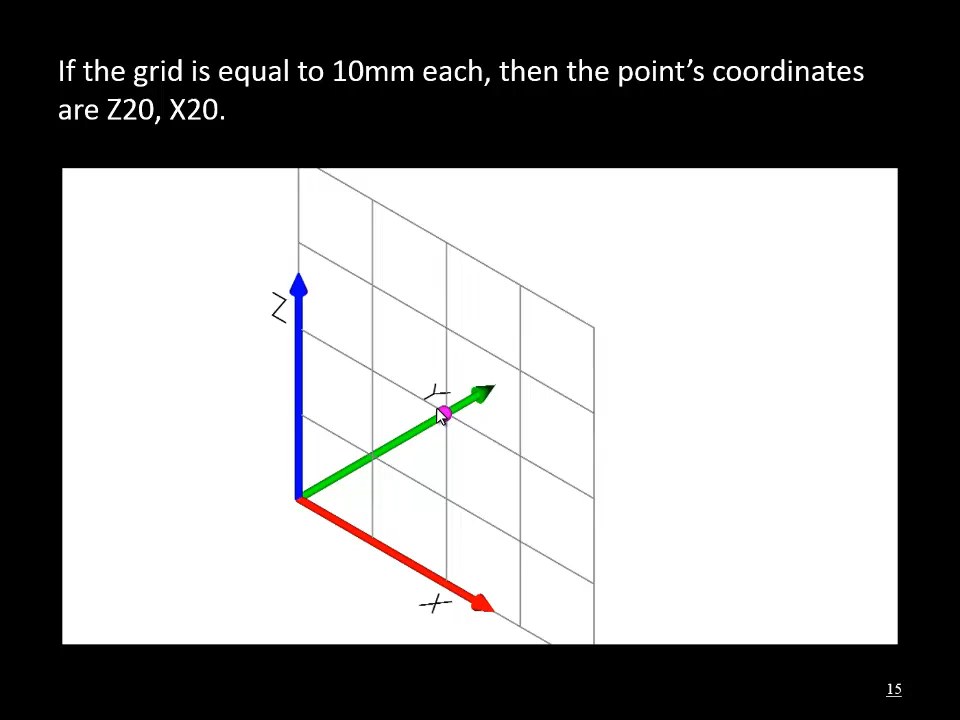 If the grid is equal to 10mm each, then the point’s coordinates
are Z20, X20.
Z
Y
X
15